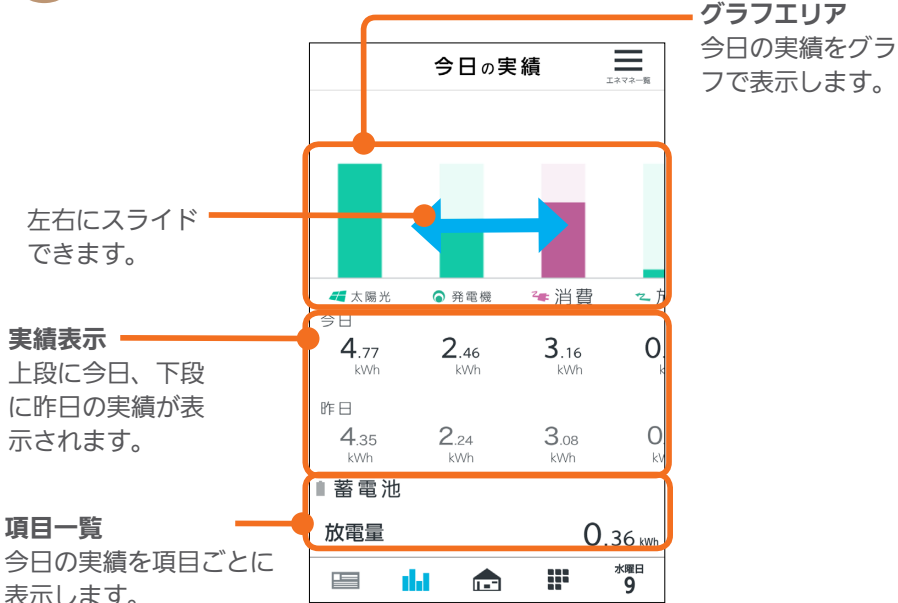 グラフエリア
今日の実績をグラ
フで表示します。
今日の実績
エネマネ一覧
左右にスライド
できます。
太陽光
発電機
消費
実績表示
上段に今日、下段
に昨日の実績が表
示されます。
今日
4.77 2.46 3.16 0.
kWh kWh kWh k
昨日
4.35 2.24 3.08 0
kWh kWh kWh kW
蓄電池
放電量 0.36 kWh
項目一覧
今日の実績を項目ごとに
表示します。
水曜日
9